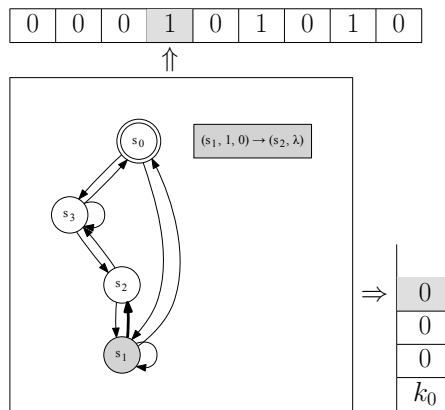 0 0 0 1 0 1 0 1 0
⇑
s0
(s1, 1, 0) → (s2, λ)
s3
s2
⇒
0
0
0
s1
k0